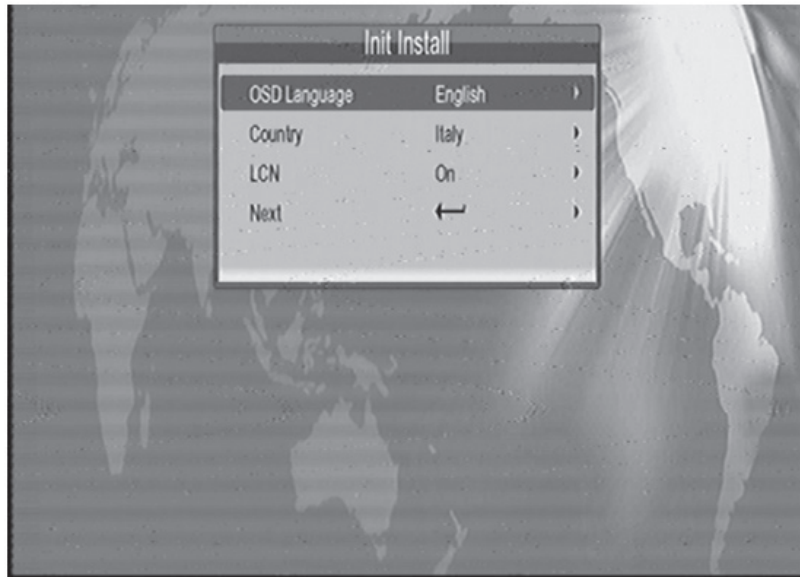 Init Install
OSD Language English
Country Italy
LCN On
Next